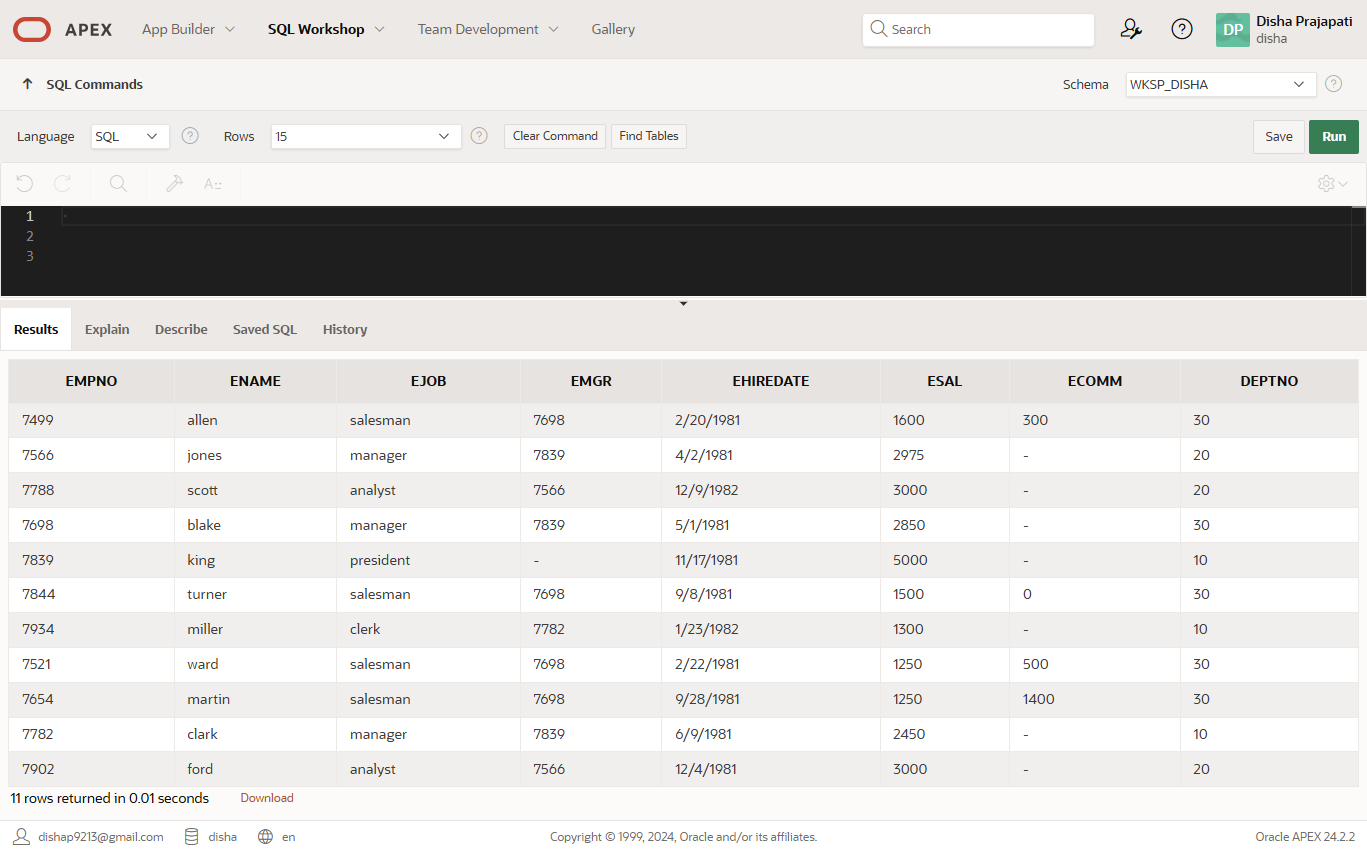 APEX App Builder SQL Workshop Team Development Gallery Search DP Disha Prajapati
disha
SQL Commands Schema WKSP_DISHA ?
Language SQL ? Rows 15 ? Clear Command Find Tables Save Run
A::
1
2
3
Results Explain Describe Saved SQL History
EMPNO ENAME EJOB EMGR EHIREDATE ESAL ECOMM DEPTNO
7499 allen salesman 7698 2/20/1981 1600 300 30
7566 jones manager 7839 4/2/1981 2975 - 20
7788 scott analyst 7566 12/9/1982 3000 - 20
7698 blake manager 7839 5/1/1981 2850 - 30
7839 king president - 11/17/1981 5000 - 10
7844 turner salesman 7698 9/8/1981 1500 0 30
7934 miller clerk 7782 1/23/1982 1300 - 10
7521 ward salesman 7698 2/22/1981 1250 500 30
7654 martin salesman 7698 9/28/1981 1250 1400 30
7782 clark manager 7839 6/9/1981 2450 - 10
7902 ford analyst 7566 12/4/1981 3000 - 20
11 rows returned in 0.01 seconds Download
dishap9213@gmail.com disha en Copyright © 1999, 2024, Oracle and/or its affiliates. Oracle APEX 24.2.2